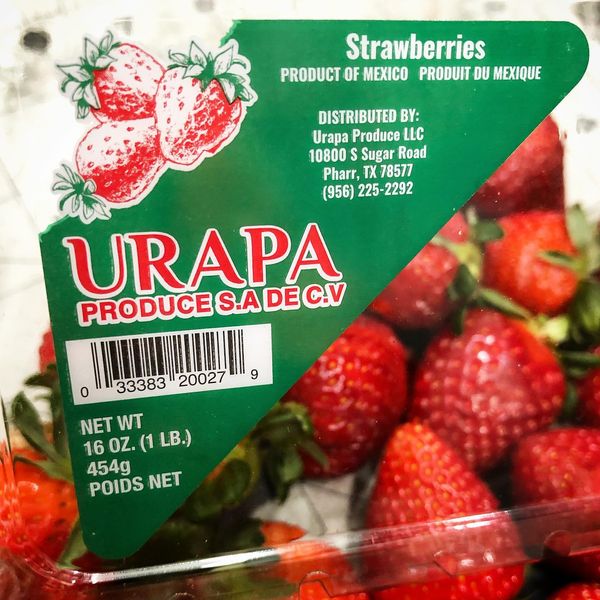 Strawberries
PRODUCT OF MEXICO PRODUIT DU MEXIQUE
DISTRIBUTED BY:
Urapa Produce LLC
10800 S Sugar Road
Pharr, TX 78577
(956) 225-2292
URAPA
PRODUCE S.A DE C.V
0 33383 20027 9
NET WT
16 OZ. (1 LB.)
454g
POIDS NET